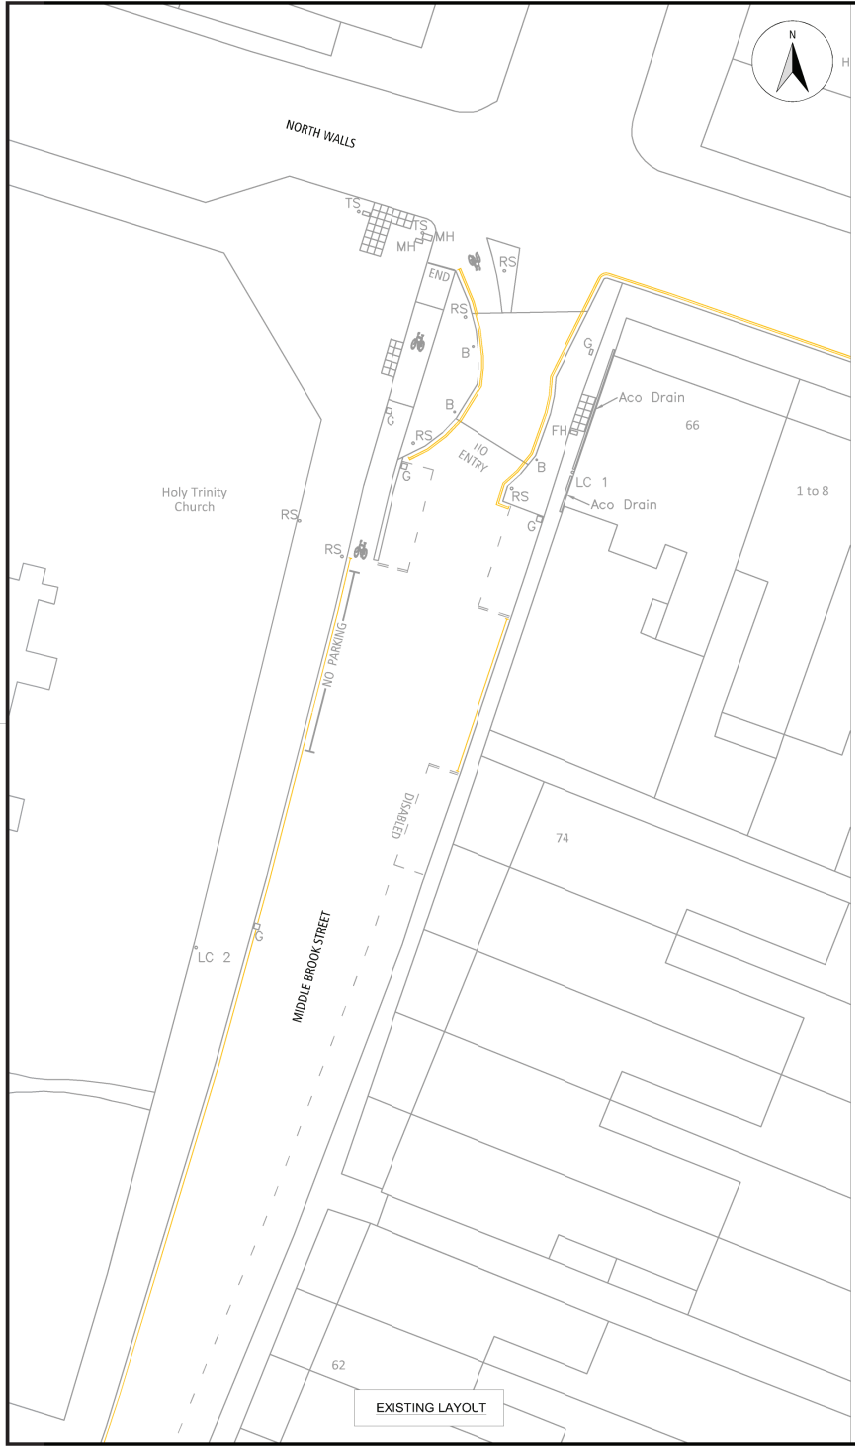 N
H
NORTH WALLS
TS
TS
MH
MH
RS
END
RS
G
B
Aco Drain
B
G
66
FH
RS
NO
ENTRY
B
G
LC 1
1 to 8
Holy Trinity
Church
RS
Aco Drain
RS
G
RS
NO PARKING
DISABLED
74
MIDDLE BROOK STREET
G
LC 2
62
EXISTING LAYOLT